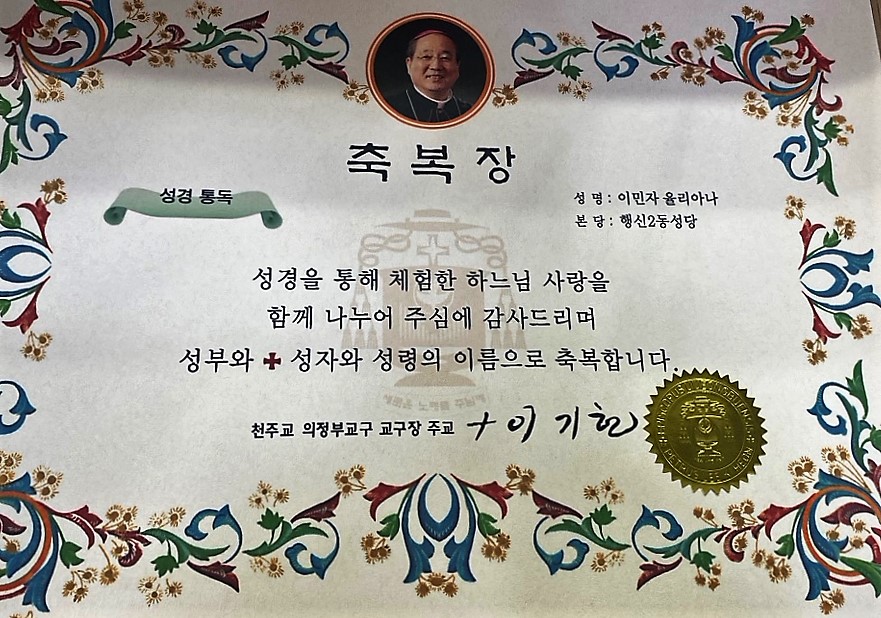 축복장
성경 통독
성 명 : 이민자 율리아나
본 당 : 행신2동성당
성경을 통해 체험한 하느님 사랑을
함께 나누어 주심에 감사드리며
성부와 ✚ 성자와 성령의 이름으로 축복합니다.
천주교 의정부교구 교구장 주교 + 이기헌